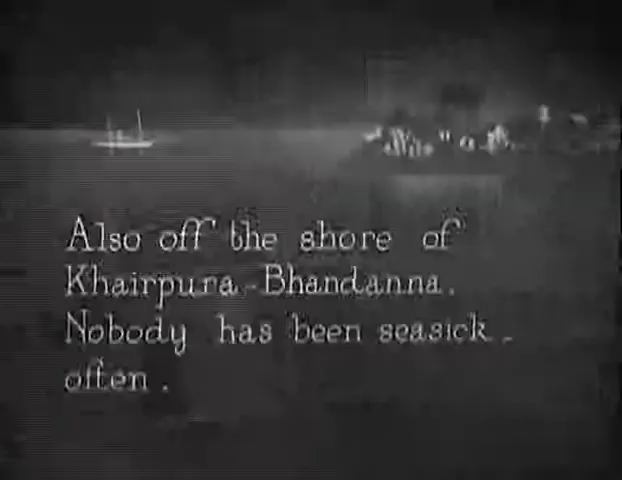 Also off the shore of
Khairpura-Bhandanna.
Nobody has been seasick -
often.